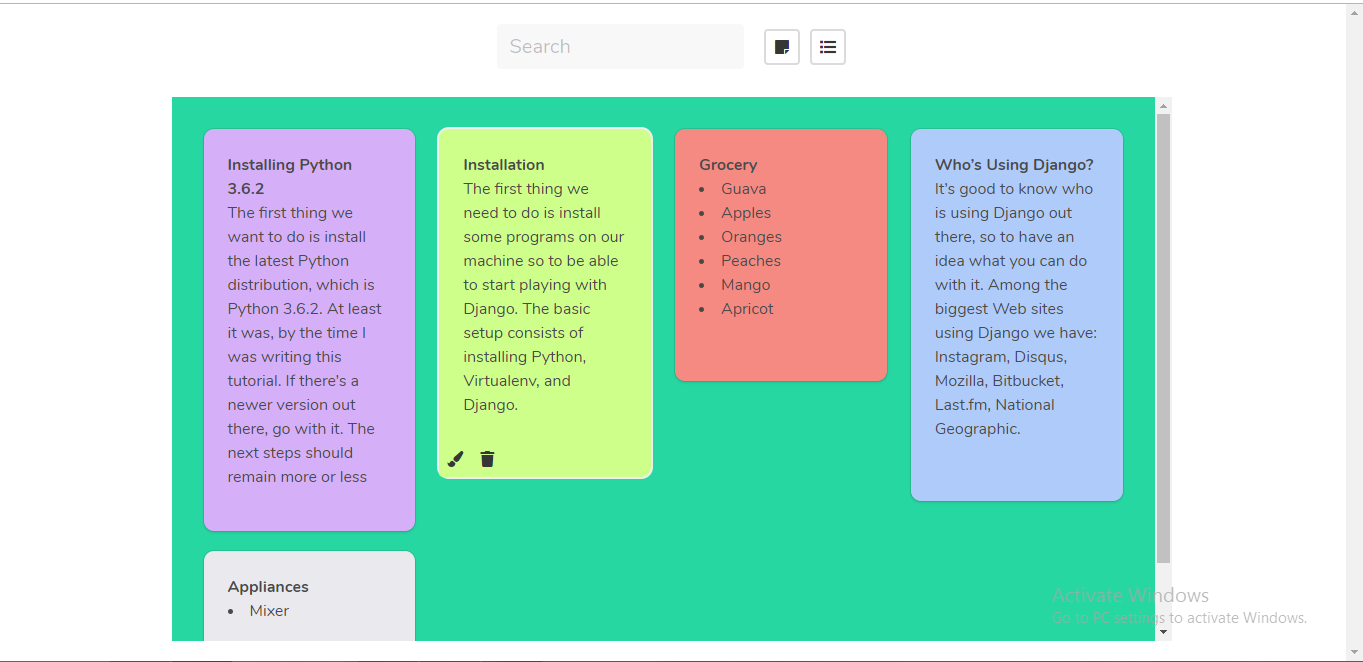 Search
Installing Python
3.6.2
The first thing we
want to do is install
the latest Python
distribution, which is
Python 3.6.2. At least
it was, by the time I
was writing this
tutorial. If there's a
newer version out
there, go with it. The
next steps should
remain more or less
Installation
The first thing we
need to do is install
some programs on our
machine so to be able
to start playing with
Django. The basic
setup consists of
installing Python,
Virtualenv, and
Django.
Grocery
• Guava
• Apples
• Oranges
• Peaches
• Mango
• Apricot
Who's Using Django?
It's good to know who
is using Django out
there, so to have an
idea what you can do
with it. Among the
biggest Web sites
using Django we have:
Instagram, Disqus,
Mozilla, Bitbucket,
Last.fm, National
Geographic.
Appliances
• Mixer
Activate Windows
Go to PC settings to activate Windows.